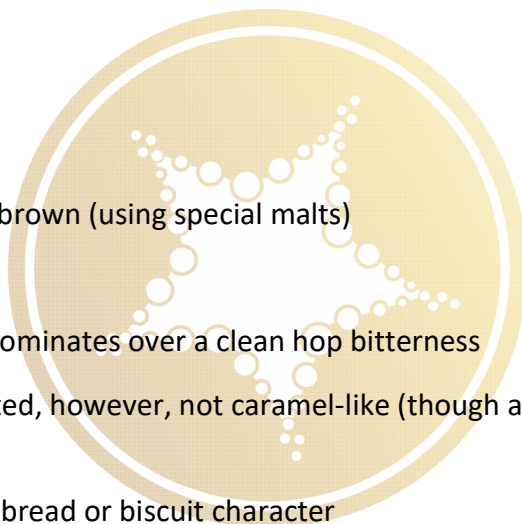 brown (using special malts)
ominates over a clean hop bitterness
ted, however, not caramel-like (though a
bread or biscuit character